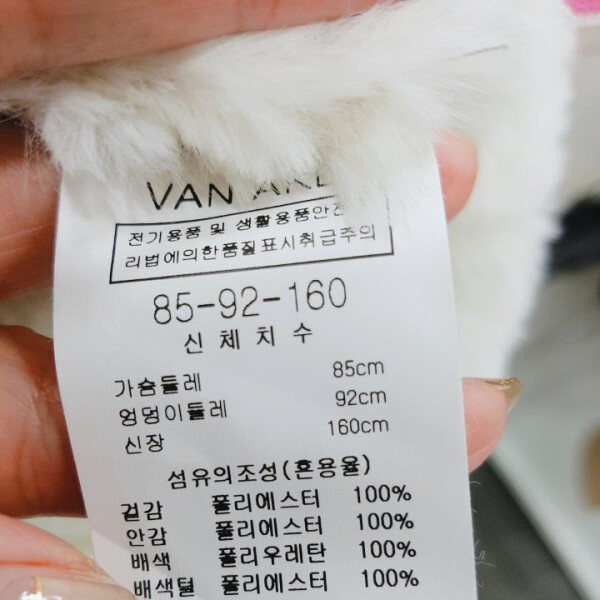 VAN
전기용품 및 생활용품안전
리법에의한품질표시취급주의
85-92-160
신체치수
가슴둘레 85cm
엉덩이둘레 92cm
신장 160cm
섬유의조성(혼용율)
겉감 폴리에스터 100%
안감 폴리에스터 100%
배색 폴리우레탄 100%
배색털 폴리에스터 100%